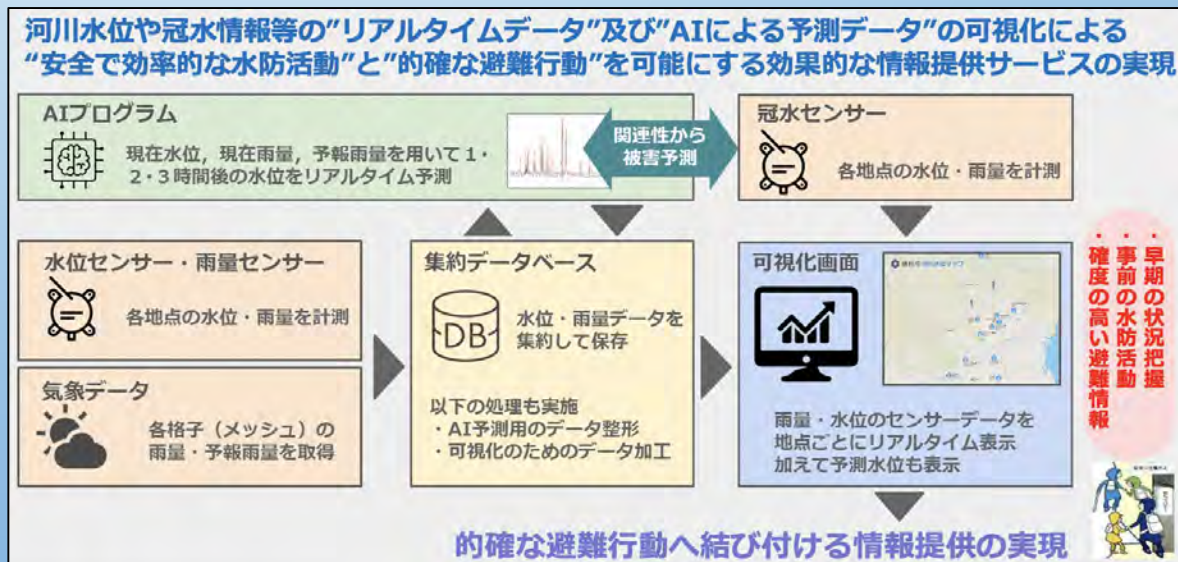 河川水位や冠水情報等の"リアルタイムデータ"及び"AIによる予測データ"の可視化による
"安全で効率的な水防活動"と"的確な避難行動"を可能にする効果的な情報提供サービスの実現
AIプログラム
現在水位，現在雨量，予報雨量を用いて１・
２・３時間後の水位をリアルタイム予測
関連性から
被害予測
冠水センサー
各地点の水位・雨量を計測
水位センサー・雨量センサー
各地点の水位・雨量を計測
気象データ
各格子（メッシュ）の
雨量・予報雨量を取得
集約データベース
DB
水位・雨量データを
集約して保存
以下の処理も実施
・AI予測用のデータ整形
・可視化のためのデータ加工
可視化画面
雨量・水位のセンサーデータを
地点ごとにリアルタイム表示
加えて予測水位も表示
・早期の状況把握
・事前の水防活動
・確度の高い避難情報
的確な避難行動へ結び付ける情報提供の実現